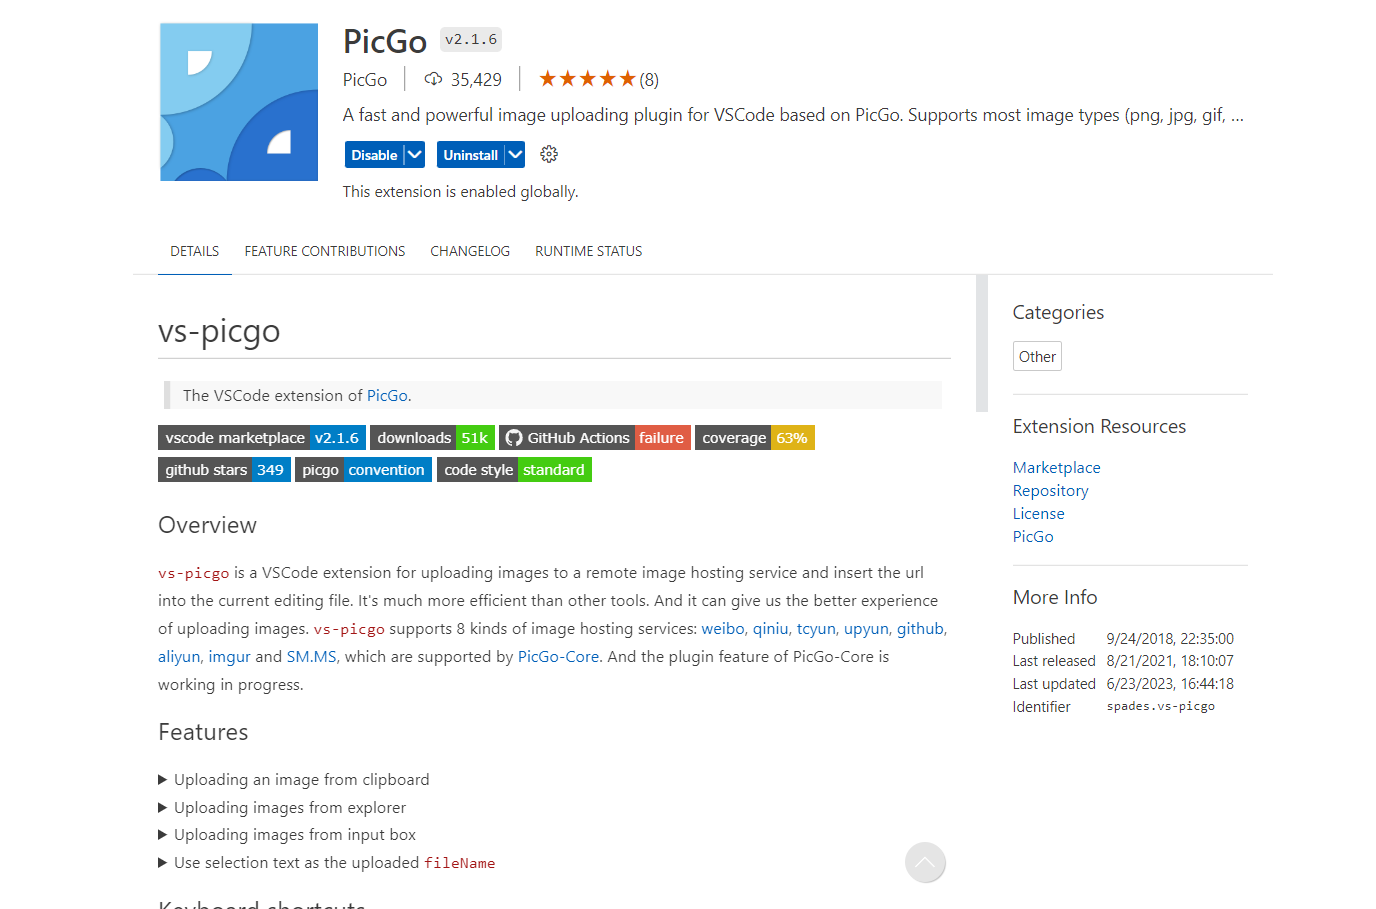 PicGo v2.1.6
PicGo 35,429 (8)
A fast and powerful image uploading plugin for VSCode based on PicGo. Supports most image types (png, jpg, gif, ...
Disable Uninstall
This extension is enabled globally.
DETAILS FEATURE CONTRIBUTIONS CHANGELOG RUNTIME STATUS
vs-picgo
The VSCode extension of PicGo.
vscode marketplace v2.1.6 downloads 51k GitHub Actions failure coverage 63%
github stars 349 picgo convention code style standard
Overview
vs-picgo is a VSCode extension for uploading images to a remote image hosting service and insert the url
into the current editing file. It's much more efficient than other tools. And it can give us the better experience
of uploading images. vs-picgo supports 8 kinds of image hosting services: weibo, qiniu, tcyun, upyun, github,
aliyun, imgur and SM.MS, which are supported by PicGo-Core. And the plugin feature of PicGo-Core is
working in progress.
Features
Uploading an image from clipboard
Uploading images from explorer
Uploading images from input box
Use selection text as the uploaded fileName
Keyboard shortcuts
Categories
Other
Extension Resources
Marketplace
Repository
License
PicGo
More Info
Published 9/24/2018, 22:35:00
Last released 8/21/2021, 18:10:07
Last updated 6/23/2023, 16:44:18
Identifier spades.vs-picgo